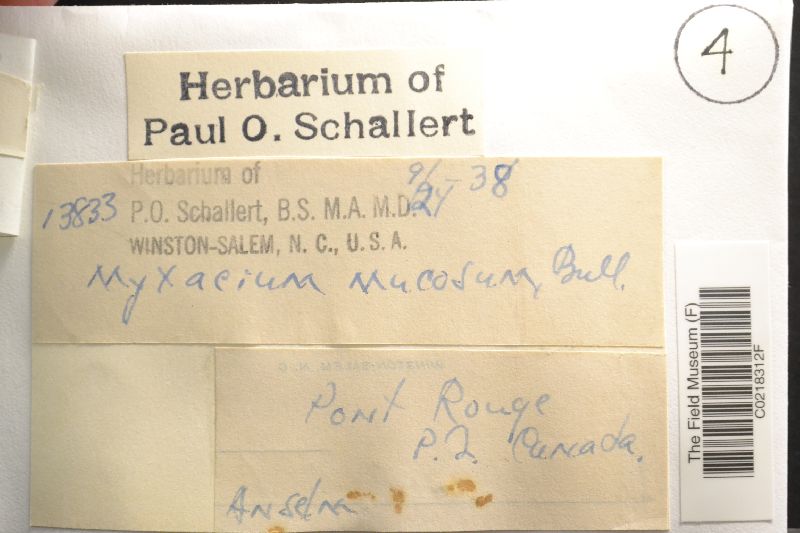 4
Herbarium of
Paul O. Schallert
Herbarium of
13833 P.O. Schallert, B.S. M.A. M.D.
9/24-38
WINSTON-SALEM, N. C., U. S. A.
Myxacium mucosum, Bull.
Pont Rouge
P.Q. Canada.
Anselm
The Field Museum (F)
C0218312F